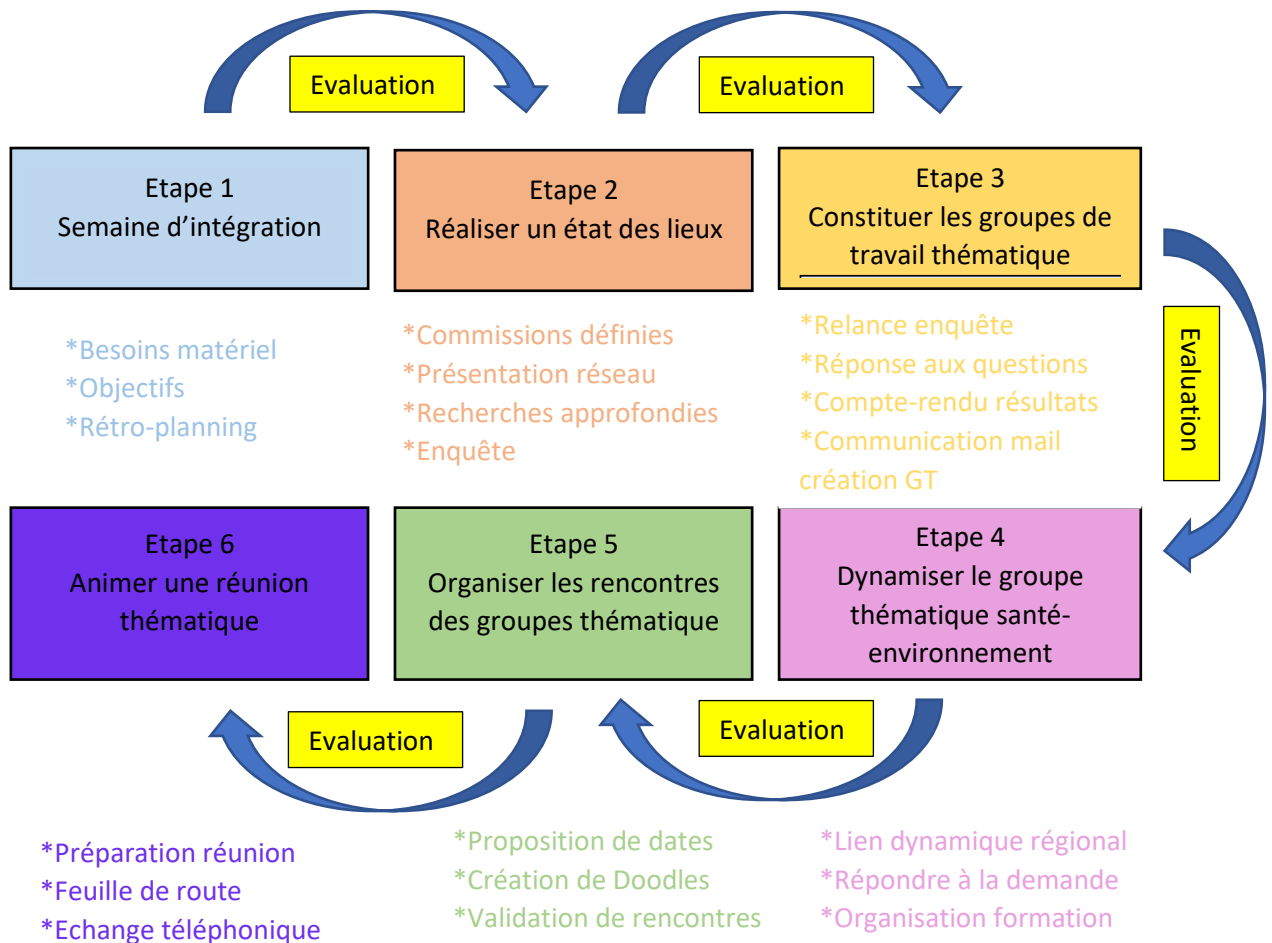 Evaluation
Evaluation
Etape 1
Semaine d'intégration
Etape 2
Réaliser un état des lieux
Etape 3
Constituer les groupes de
travail thématique
*Besoins matériel
*Objectifs
*Rétro-planning
*Commissions définies
*Présentation réseau
*Recherches approfondies
*Enquête
*Relance enquête
*Réponse aux questions
*Compte-rendu résultats
*Communication mail
création GT
Evaluation
Etape 6
Animer une réunion
thématique
Etape 5
Organiser les rencontres
des groupes thématique
Etape 4
Dynamiser le groupe
thématique santé-
environnement
Evaluation
Evaluation
*Préparation réunion
*Feuille de route
*Echange téléphonique
*Proposition de dates
*Création de Doodles
*Validation de rencontres
*Lien dynamique régional
*Répondre à la demande
*Organisation formation